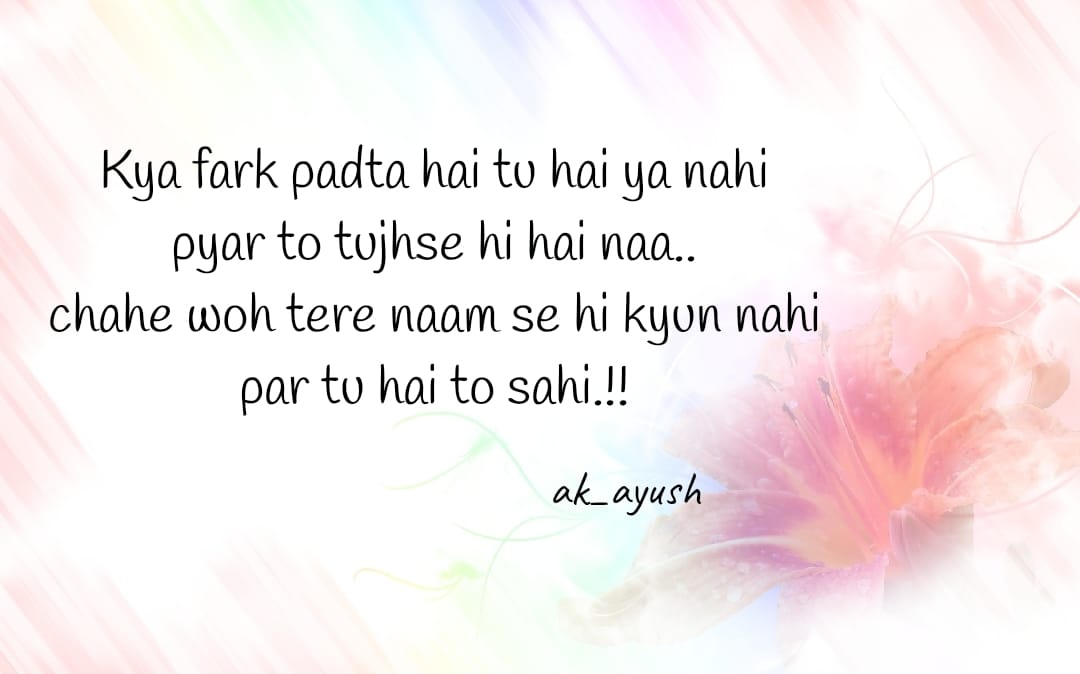 Kya fark padta hai tu hai ya nahi
pyar to tujhse hi hai naa..
chahe woh tere naam se hi kyun nahi
par tu hai to sahi.!!
ak_ayush